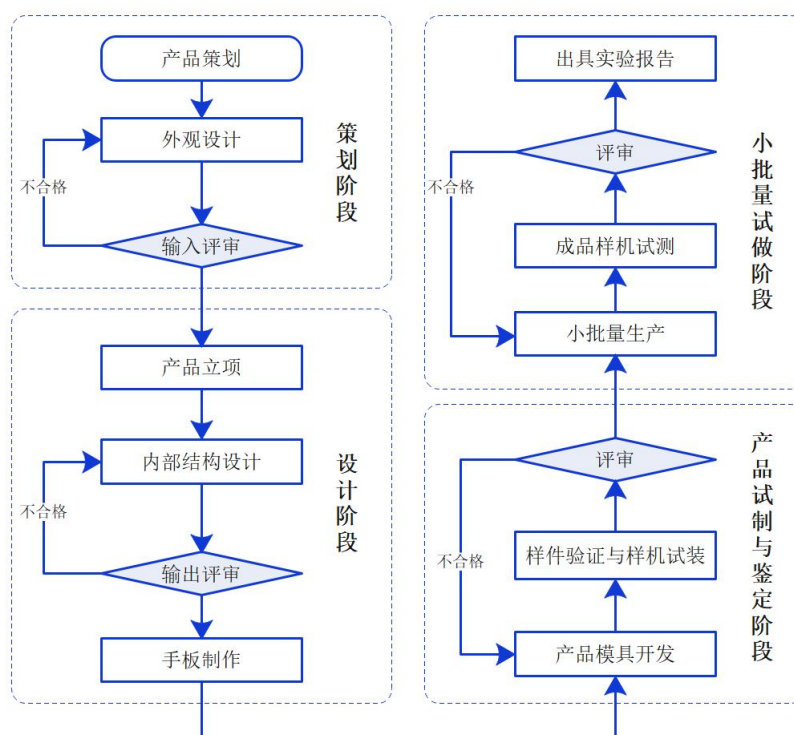 产品策划
外观设计
不合格
输入评审
策划阶段
产品立项
内部结构设计
不合格
输出评审
手板制作
设计阶段
出具实验报告
评审
不合格
成品样机试测
小批量生产
小批量试做阶段
评审
样件验证与样机试装
不合格
产品模具开发
产品试制与鉴定阶段